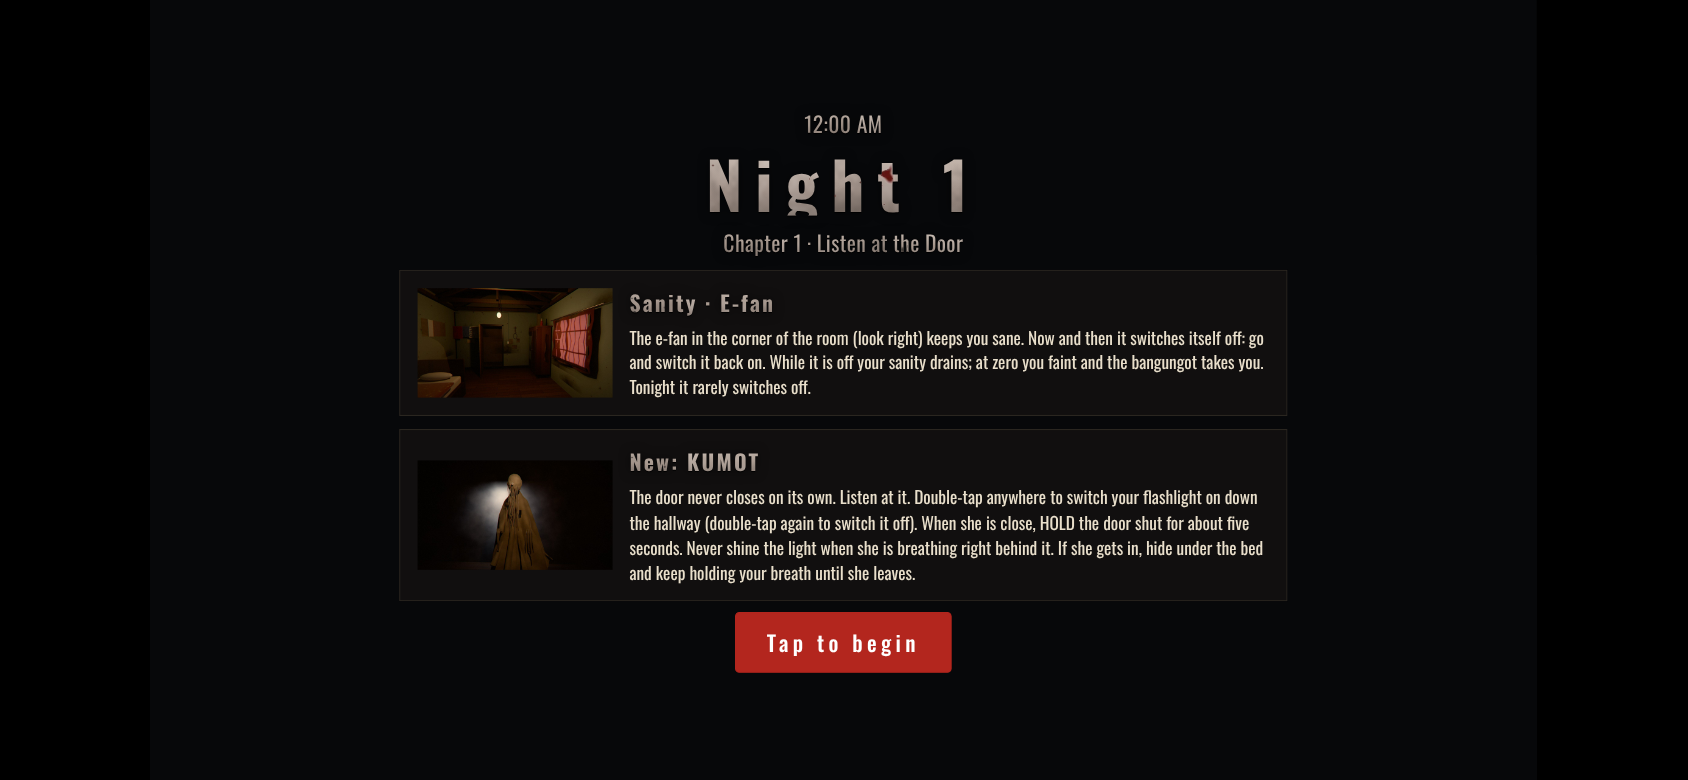 12:00 AM
Night 1
Chapter 1 · Listen at the Door
Sanity · E-fan
The e-fan in the corner of the room (look right) keeps you sane. Now and then it switches itself off: go
and switch it back on. While it is off your sanity drains; at zero you faint and the bangungot takes you.
Tonight it rarely switches off.
New: KUMOT
The door never closes on its own. Listen at it. Double-tap anywhere to switch your flashlight on down
the hallway (double-tap again to switch it off). When she is close, HOLD the door shut for about five
seconds. Never shine the light when she is breathing right behind it. If she gets in, hide under the bed
and keep holding your breath until she leaves.
Tap to begin